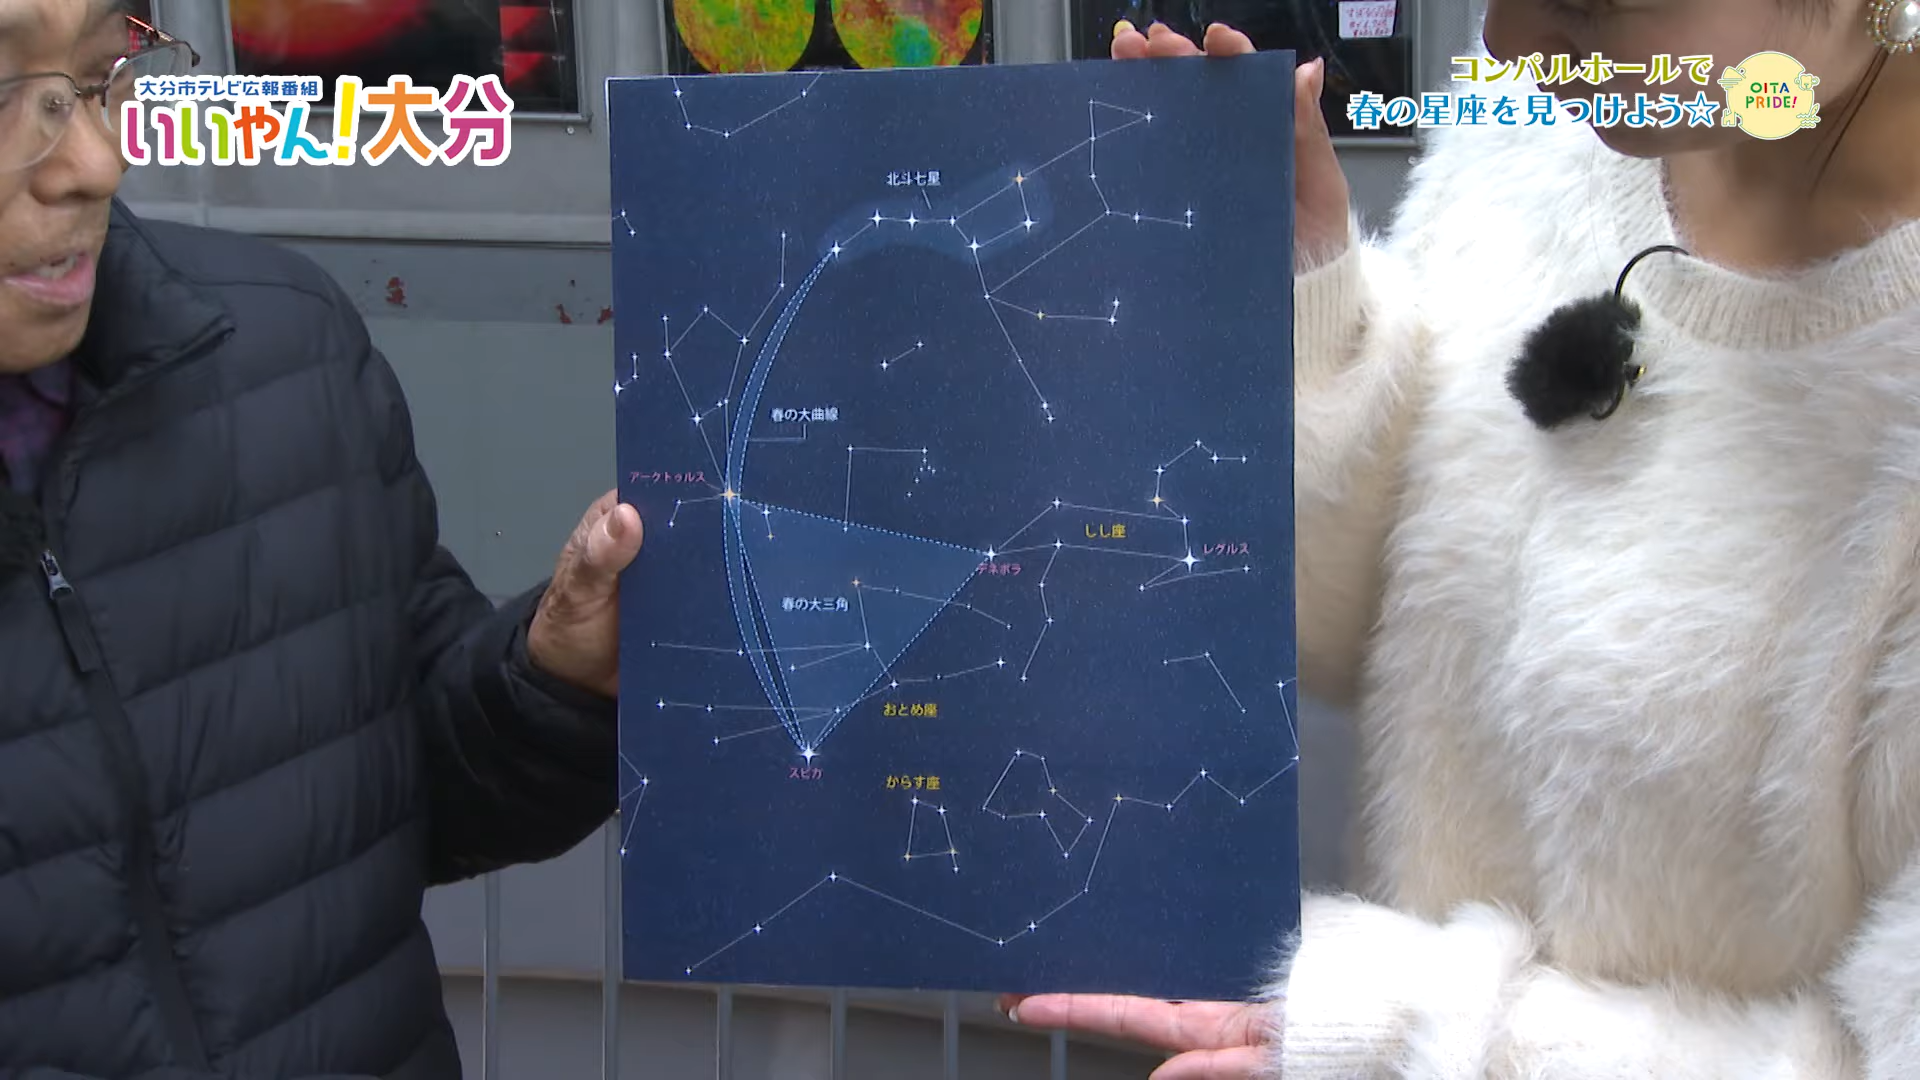 大分市テレビ広報番組
いいやん!大分
コンパルホールで
春の星座を見つけよう☆
OITA
PRIDE!
北斗七星
春の大曲線
アークトゥルス
しし座
レグルス
デネボラ
春の大三角
おとめ座
スピカ
からす座